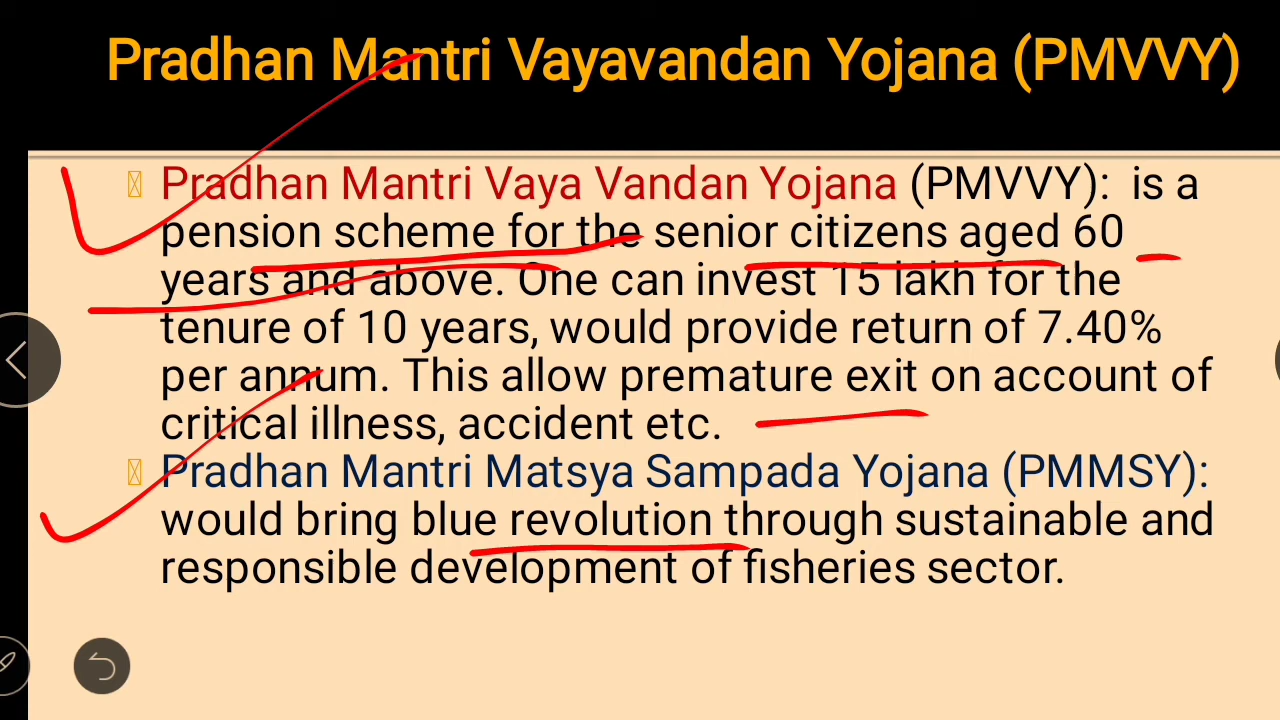 Pradhan Mantri Vayavandan Yojana (PMVVY)
Pradhan Mantri Vaya Vandan Yojana (PMVVY): is a
pension scheme for the senior citizens aged 60
years and above. One can invest 15 lakh for the
tenure of 10 years, would provide return of 7.40%
per annum. This allow premature exit on account of
critical illness, accident etc.
Pradhan Mantri Matsya Sampada Yojana (PMMSY):
would bring blue revolution through sustainable and
responsible development of fisheries sector.